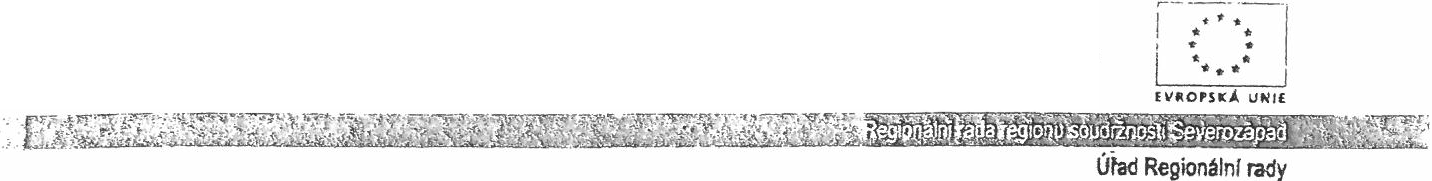 EVROPSKÁ UNIE
Regionální rada regionu soudržnosti Severozápad
Úřad Regionální rady